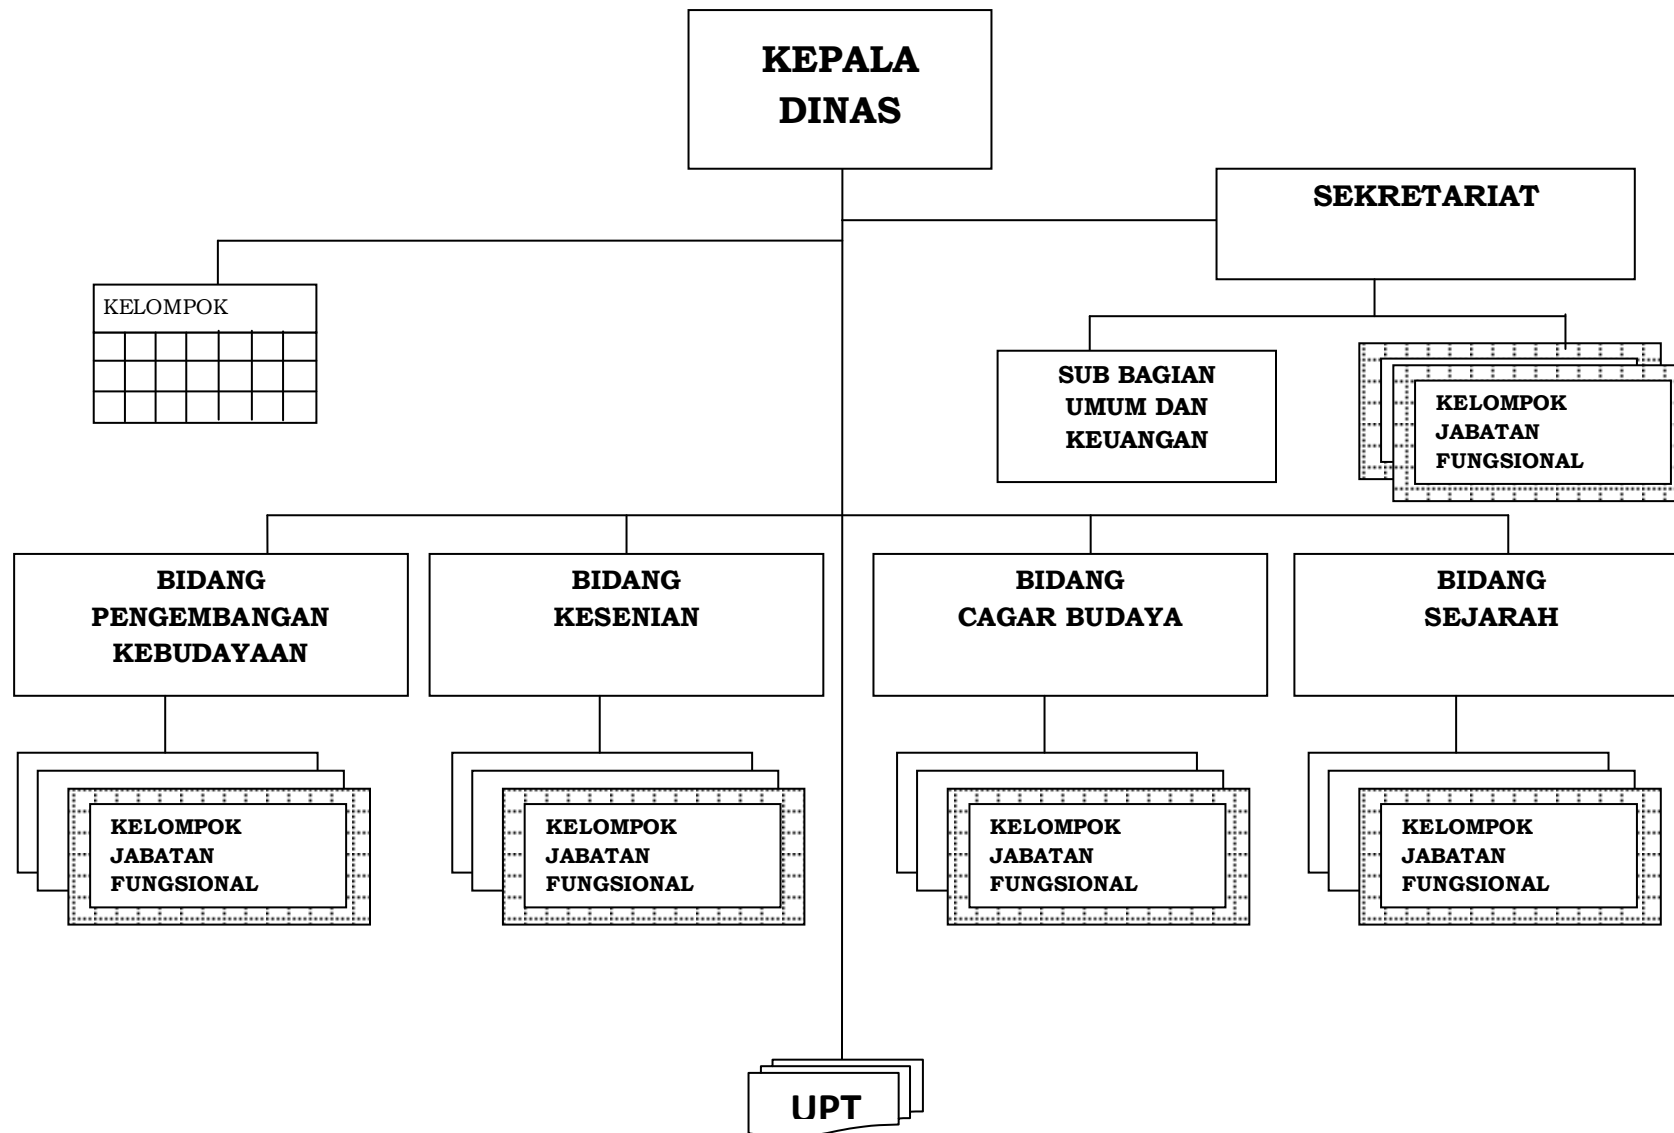 KEPALA
DINAS
SEKRETARIAT
KELOMPOK
SUB BAGIAN
UMUM DAN
KEUANGAN
KELOMPOK
JABATAN
FUNGSIONAL
BIDANG
PENGEMBANGAN
KEBUDAYAAN
BIDANG
KESENIAN
BIDANG
CAGAR BUDAYA
BIDANG
SEJARAH
KELOMPOK
JABATAN
FUNGSIONAL
KELOMPOK
JABATAN
FUNGSIONAL
KELOMPOK
JABATAN
FUNGSIONAL
KELOMPOK
JABATAN
FUNGSIONAL
UPT